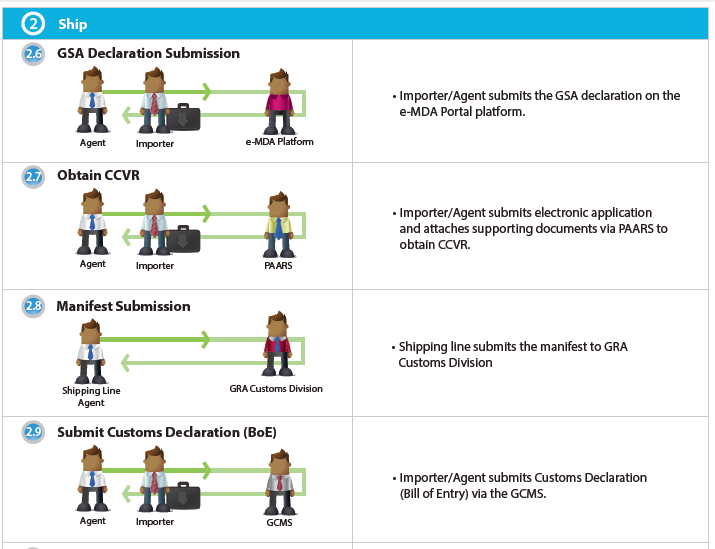 2 Ship
2.6 GSA Declaration Submission
Agent
Importer
e-MDA Platform
• Importer/Agent submits the GSA declaration on the
e-MDA Portal platform.
2.7 Obtain CCVR
Agent
Importer
PAARS
• Importer/Agent submits electronic application
and attaches supporting documents via PAARS to
obtain CCVR.
2.8 Manifest Submission
Shipping Line
Agent
GRA Customs Division
• Shipping line submits the manifest to GRA
Customs Division
2.9 Submit Customs Declaration (BoE)
Agent
Importer
GCMS
• Importer/Agent submits Customs Declaration
(Bill of Entry) via the GCMS.